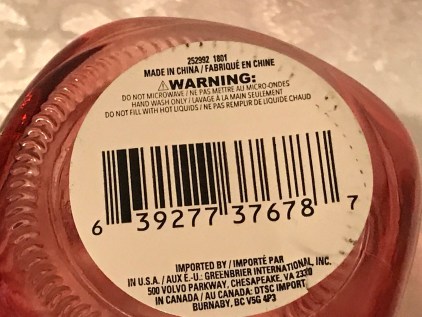 252992 1801
MADE IN CHINA / FABRIQUÉ EN CHINE
⚠WARNING:
DO NOT MICROWAVE / NE PAS METTRE AU MICRO-ONDES
HAND WASH ONLY / LAVAGE À LA MAIN SEULEMENT
DO NOT FILL WITH HOT LIQUIDS / NE PAS REMPLIR DE LIQUIDE CHAUD
6 39277 37678 7
IMPORTED BY / IMPORTÉ PAR
IN U.S.A. / AUX É.-U.: GREENBRIER INTERNATIONAL, INC.
500 VOLVO PARKWAY, CHESAPEAKE, VA 23320
IN CANADA / AU CANADA: DTSC IMPORT
BURNABY, BC V5G 4P3